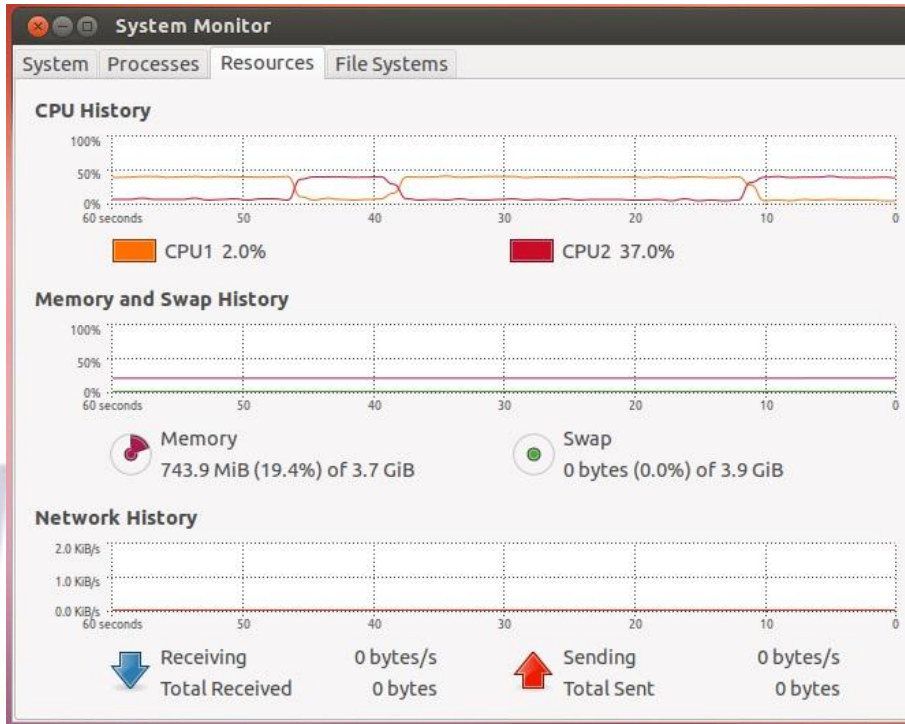 System Monitor
System Processes Resources File Systems
CPU History
100%
50%
0%
60 seconds 50 40 30 20 10 0
CPU1 2.0% CPU2 37.0%
Memory and Swap History
100%
50%
0%
60 seconds 50 40 30 20 10 0
Memory Swap
743.9 MiB (19.4%) of 3.7 GiB 0 bytes (0.0%) of 3.9 GiB
Network History
2.0 KiB/s
1.0 KiB/s
0.0 KiB/s
60 seconds 50 40 30 20 10 0
Receiving 0 bytes/s Sending 0 bytes/s
Total Received 0 bytes Total Sent 0 bytes